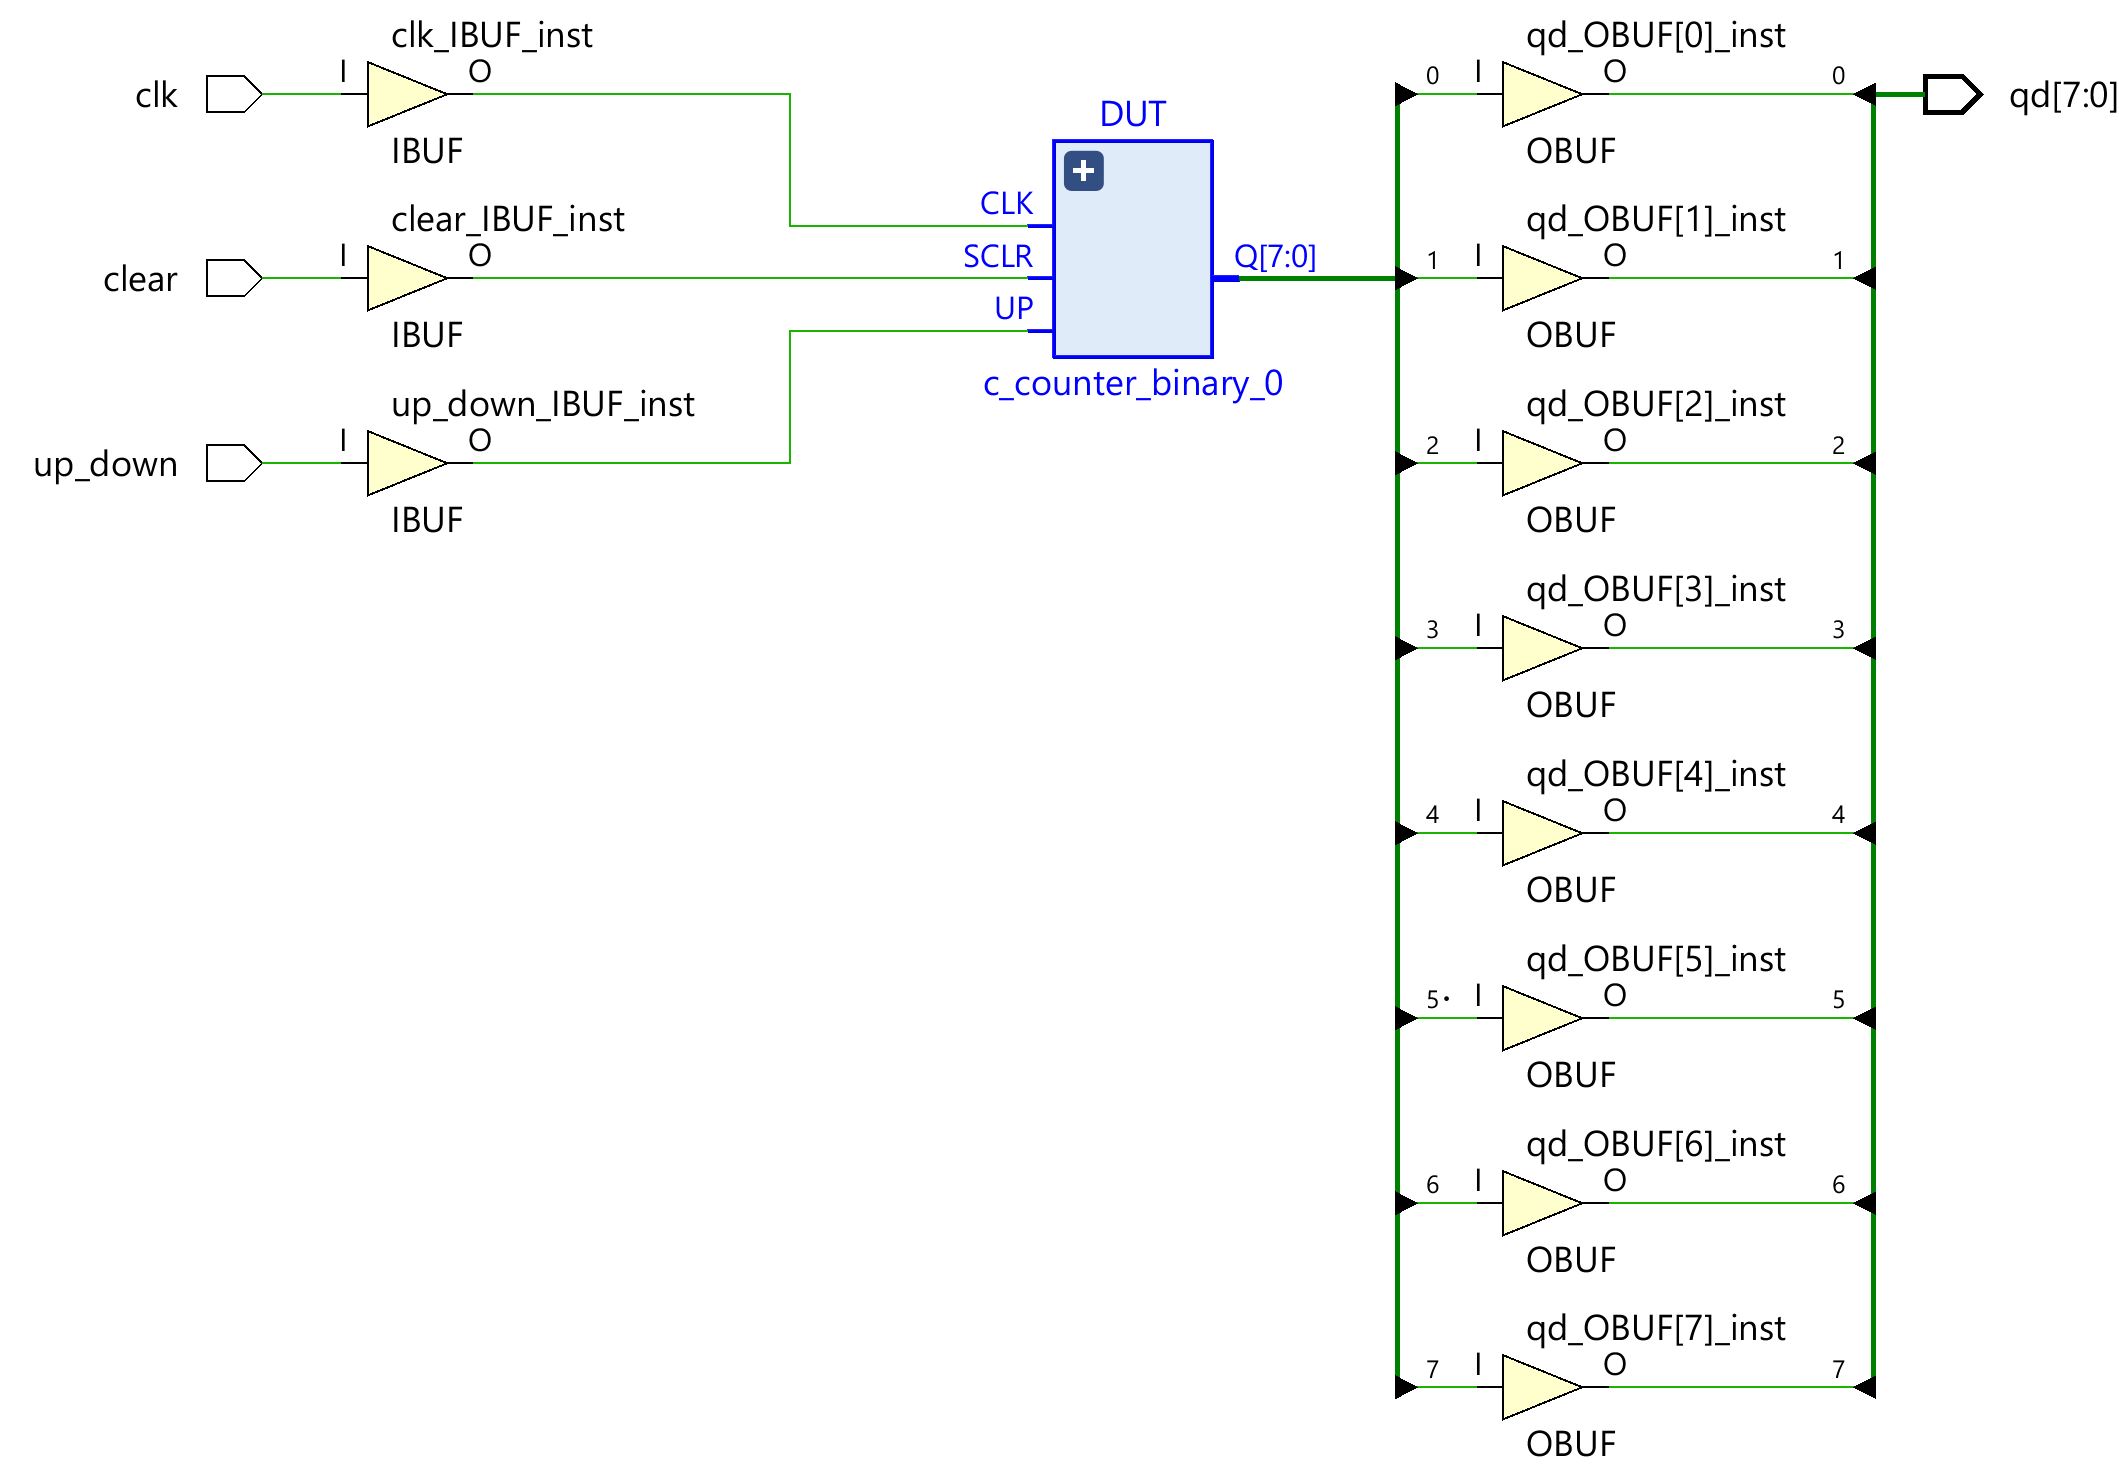 clk
I
clk_IBUF_inst
O
IBUF
clear
I
clear_IBUF_inst
O
IBUF
up_down
I
up_down_IBUF_inst
O
IBUF
DUT
CLK
SCLR
UP
Q[7:0]
c_counter_binary_0
qd_OBUF[0]_inst
0 I O 0
OBUF
qd[7:0]
qd_OBUF[1]_inst
1 I O 1
OBUF
qd_OBUF[2]_inst
2 I O 2
OBUF
qd_OBUF[3]_inst
3 I O 3
OBUF
qd_OBUF[4]_inst
4 I O 4
OBUF
qd_OBUF[5]_inst
5 I O 5
OBUF
qd_OBUF[6]_inst
6 I O 6
OBUF
qd_OBUF[7]_inst
7 I O 7
OBUF